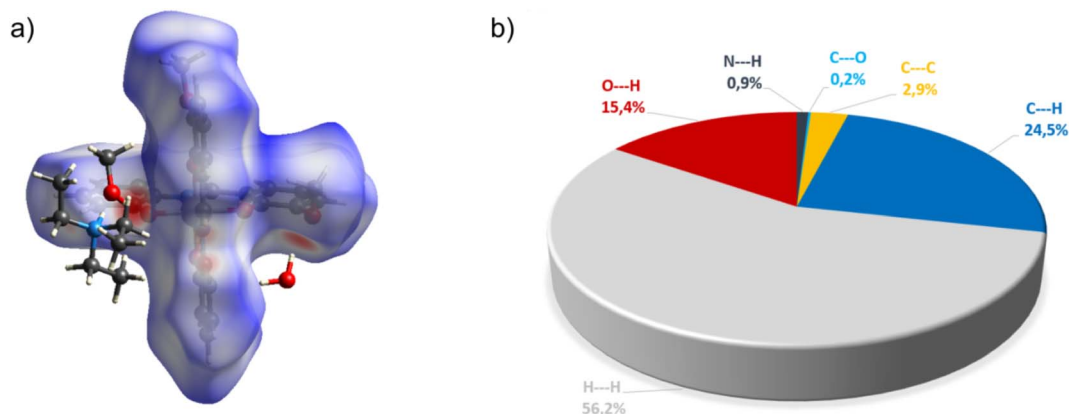 a)
b)
N---H
0,9%
C---O
0,2%
C---C
2,9%
O---H
15,4%
C---H
24,5%
H---H
56,2%